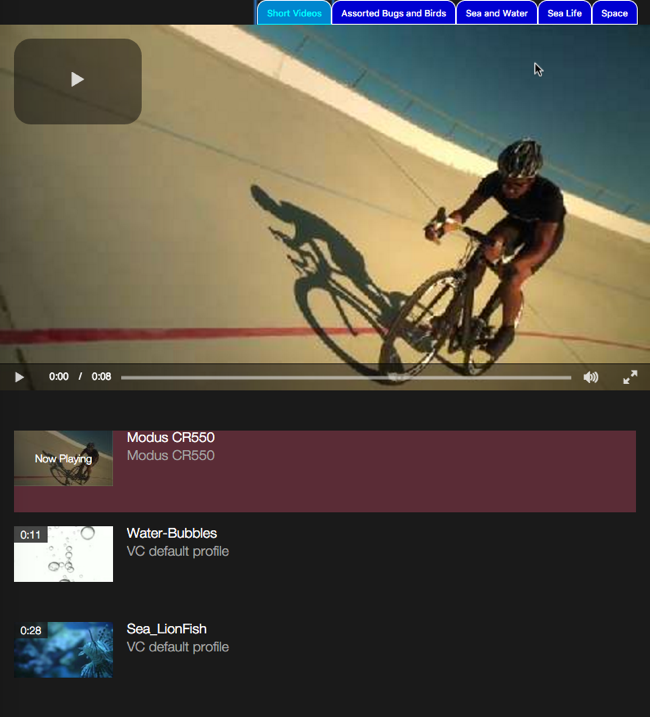 Short Videos Assorted Bugs and Birds Sea and Water Sea Life Space
0:00 / 0:08
Now Playing
Modus CR550
Modus CR550
0:11
Water-Bubbles
VC default profile
0:28
Sea_LionFish
VC default profile